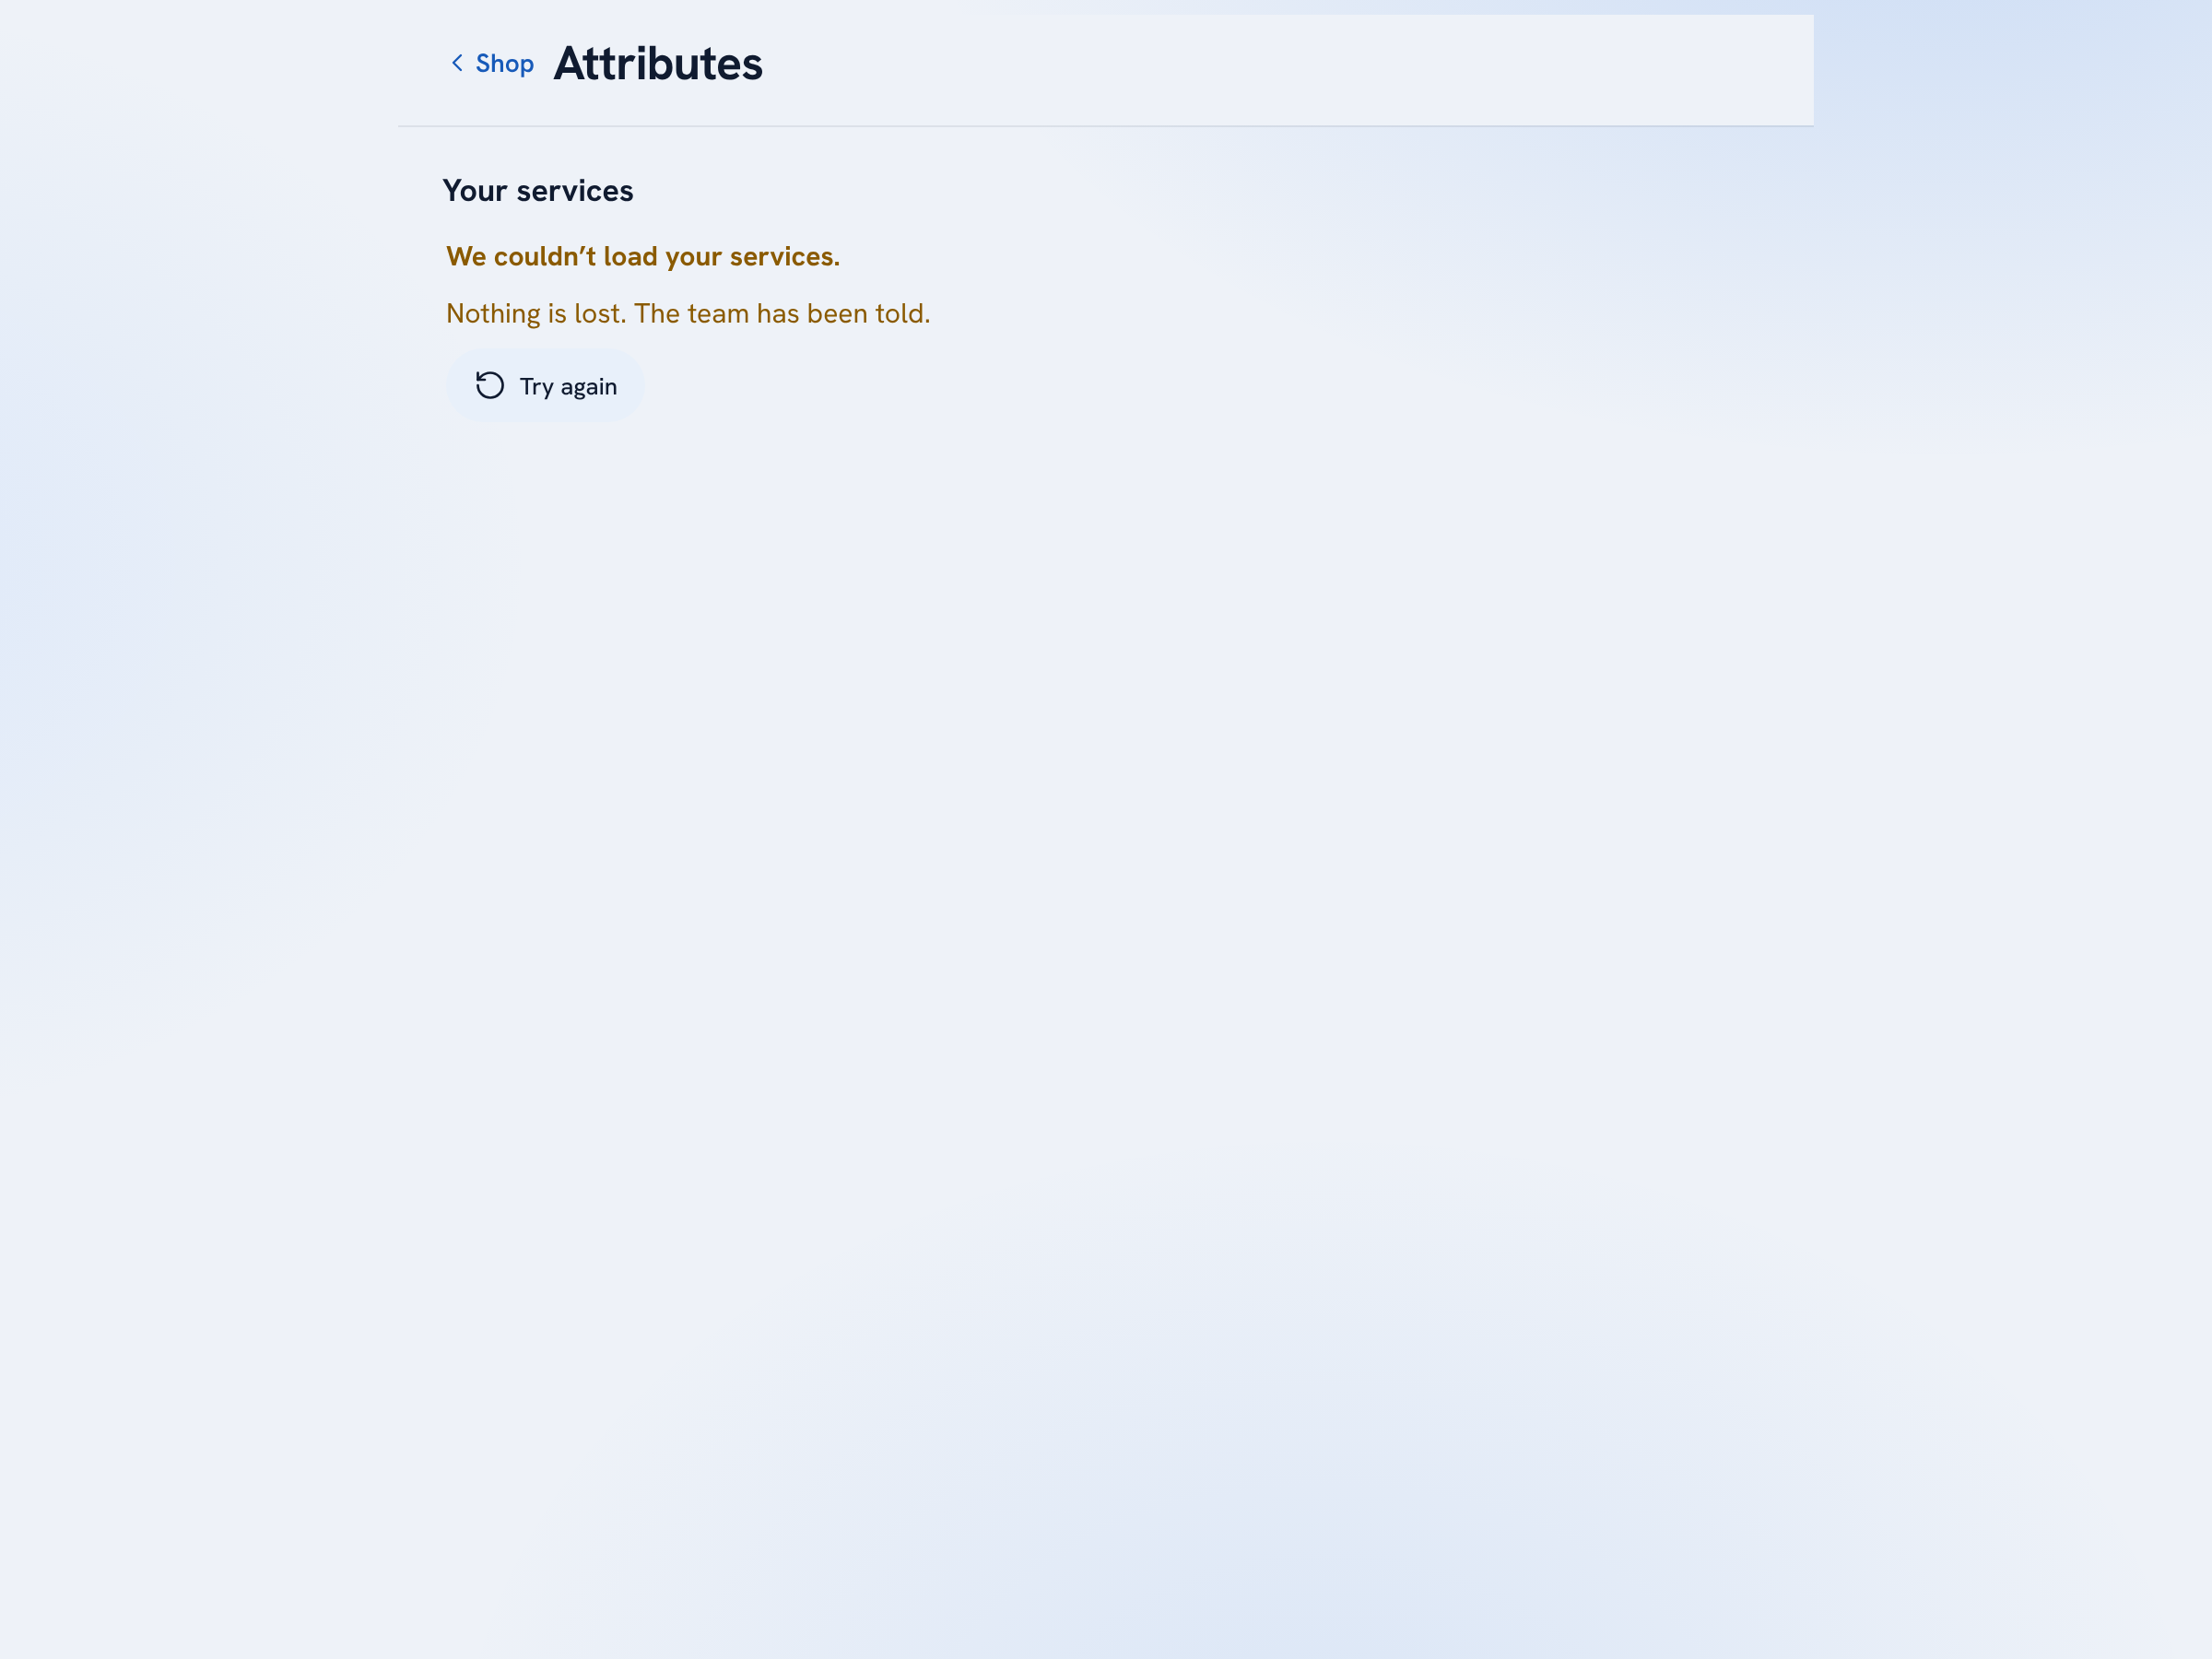 Shop Attributes
Your services
We couldn’t load your services.
Nothing is lost. The team has been told.
Try again